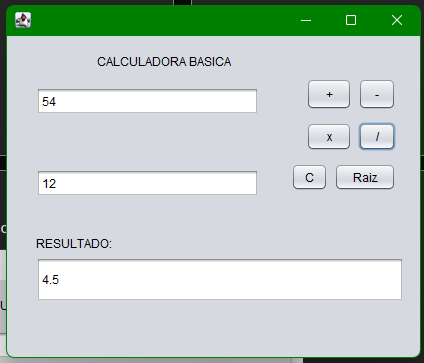 CALCULADORA BASICA
54
+ -
x /
12
C Raiz
RESULTADO:
4.5